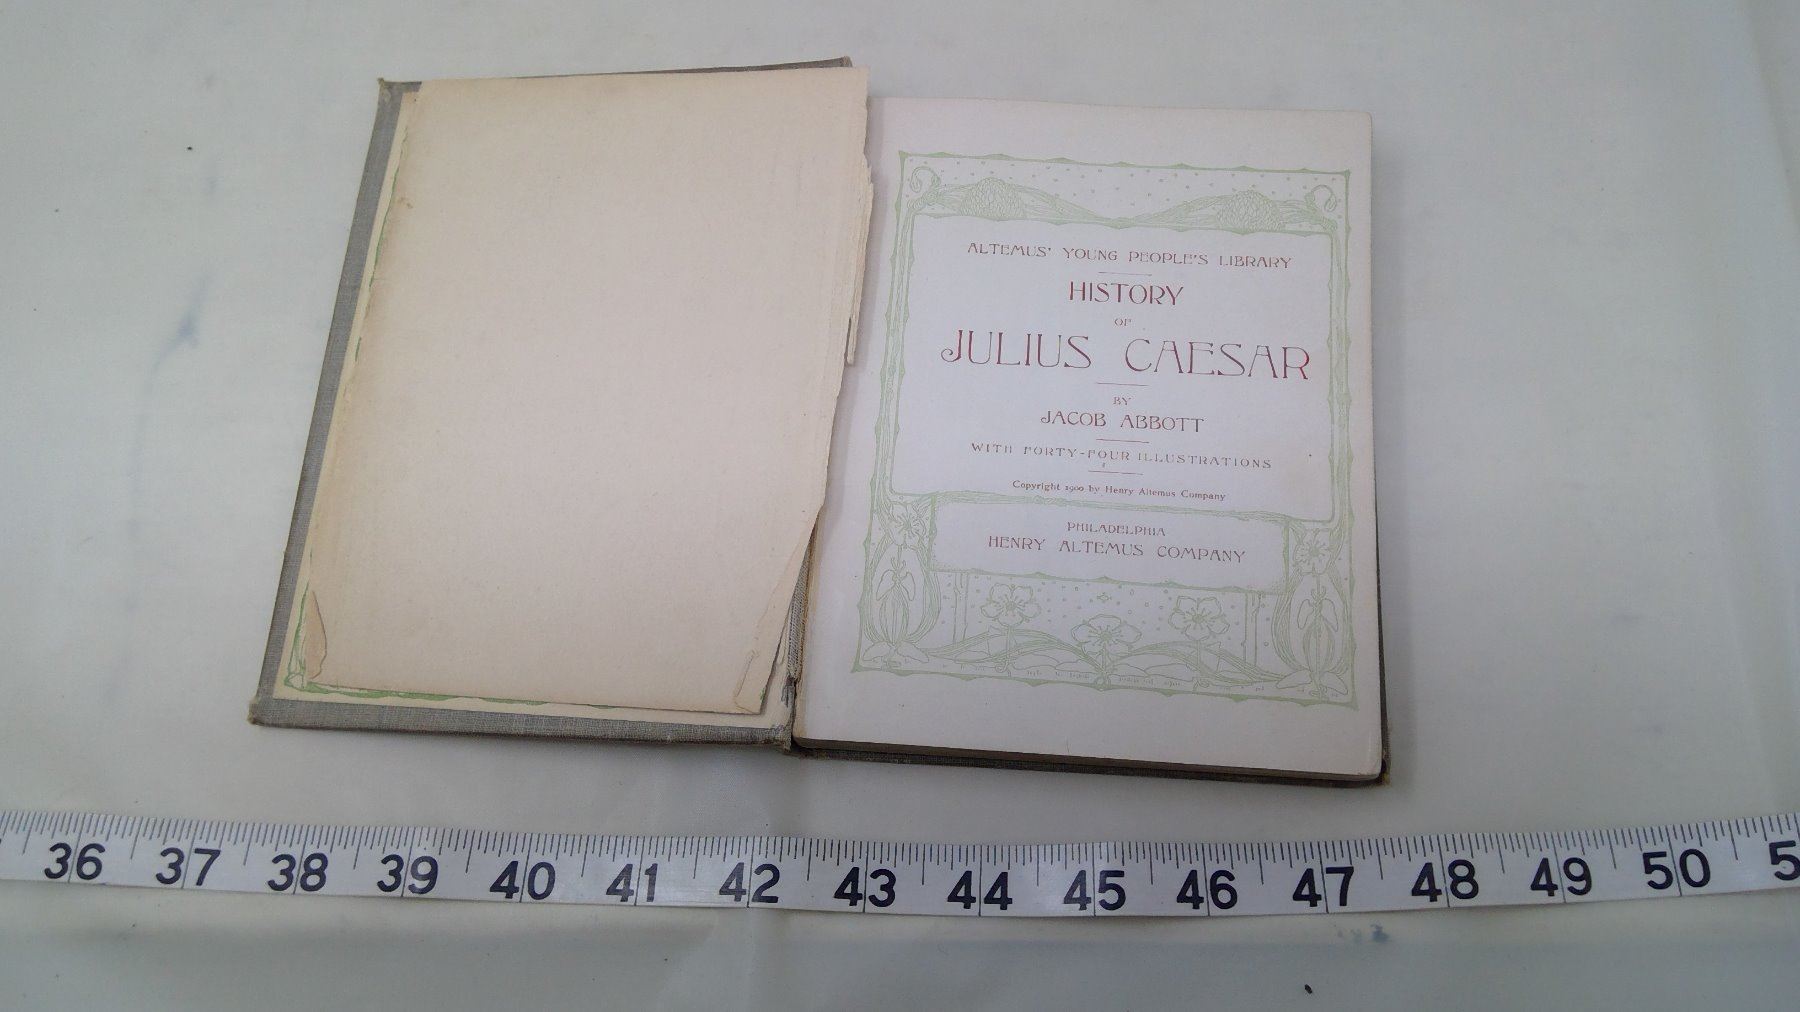 ALTEMUS' YOUNG PEOPLE'S LIBRARY
HISTORY
OF
JULIUS CAESAR
BY
JACOB ABBOTT
WITH FORTY-FOUR ILLUSTRATIONS
Copyright 1900 by Henry Altemus Company
PHILADELPHIA
HENRY ALTEMUS COMPANY
36 37 38 39 40 41 42 43 44 45 46 47 48 49 50 5